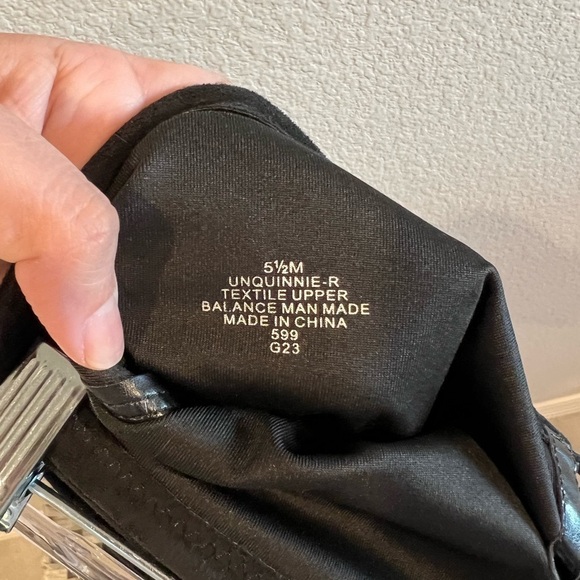 5½M
UNQUINNIE-R
TEXTILE UPPER
BALANCE MAN MADE
MADE IN CHINA
599
G23